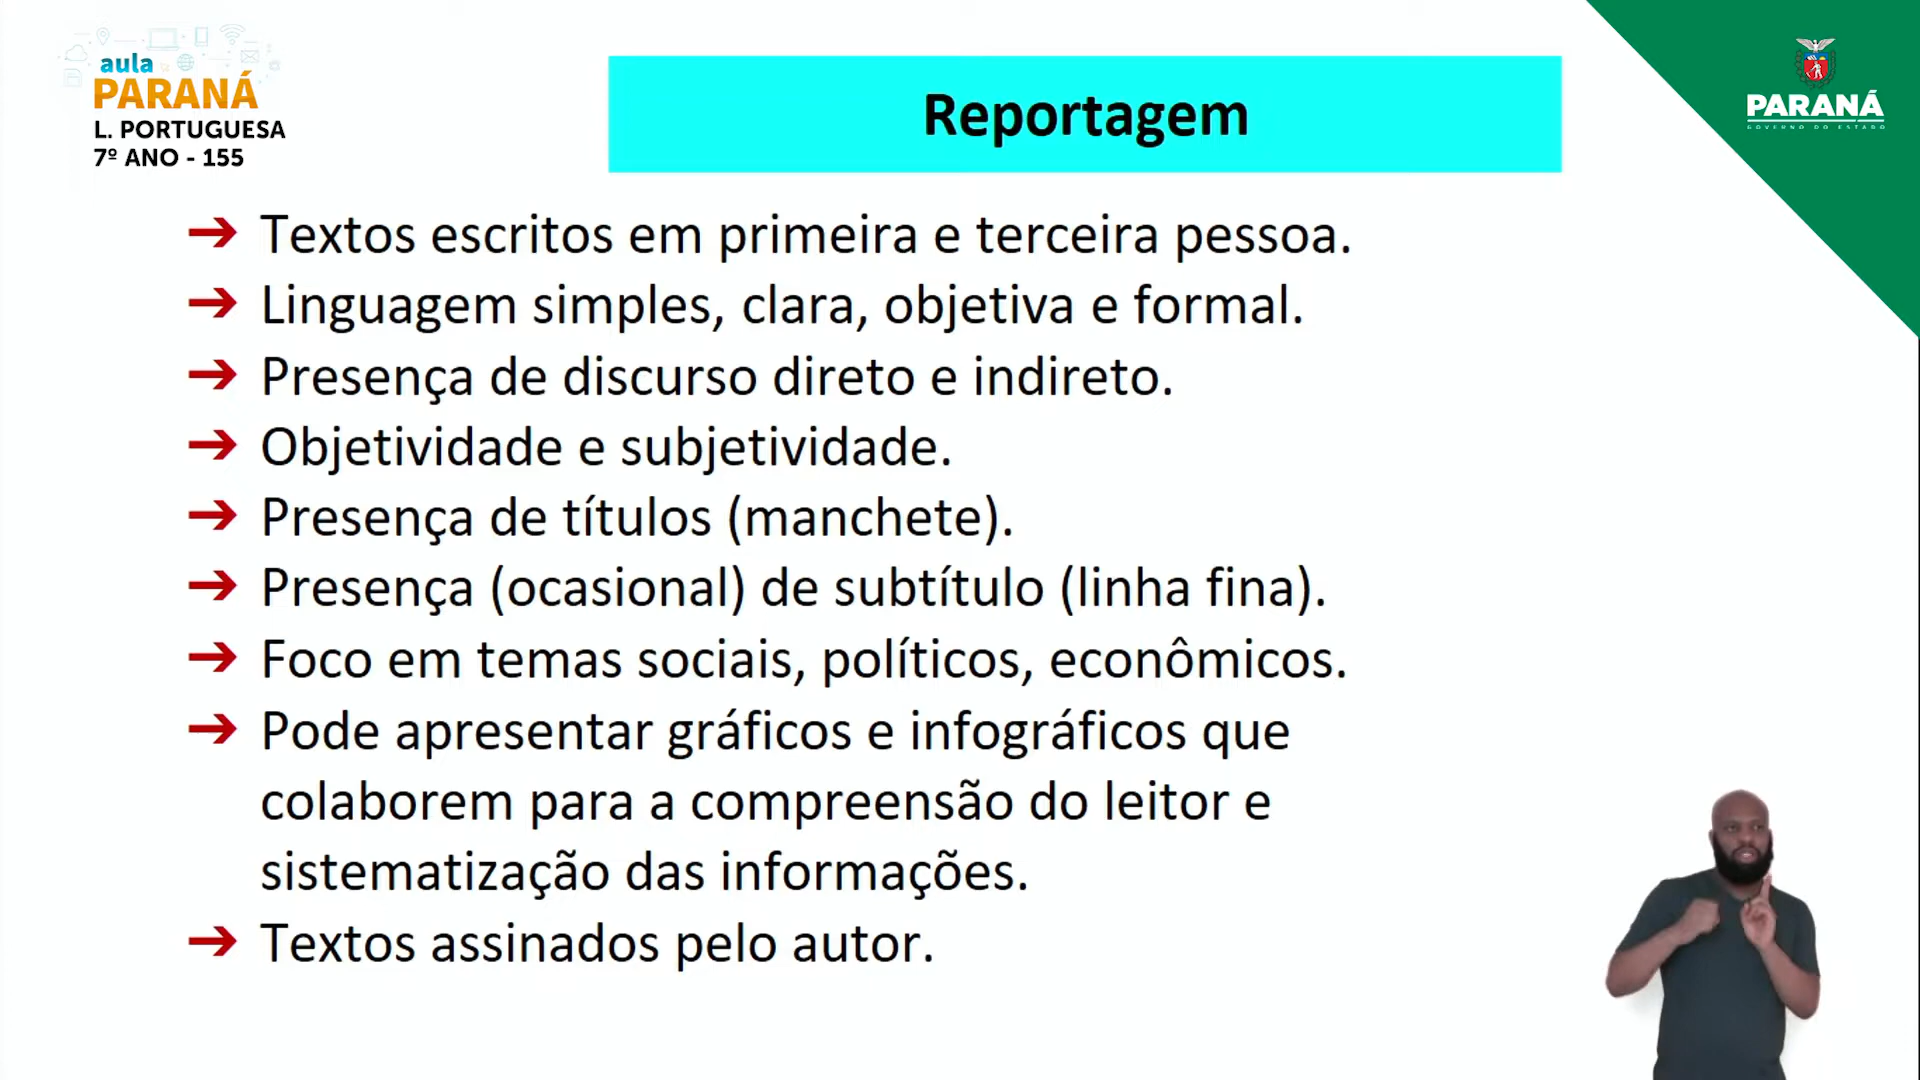 aula
PARANÁ
L. PORTUGUESA
7º ANO - 155
Reportagem
PARANÁ
GOVERNO DO ESTADO
➔ Textos escritos em primeira e terceira pessoa.
➔ Linguagem simples, clara, objetiva e formal.
➔ Presença de discurso direto e indireto.
➔ Objetividade e subjetividade.
➔ Presença de títulos (manchete).
➔ Presença (ocasional) de subtítulo (linha fina).
➔ Foco em temas sociais, políticos, econômicos.
➔ Pode apresentar gráficos e infográficos que
colaborem para a compreensão do leitor e
sistematização das informações.
➔ Textos assinados pelo autor.